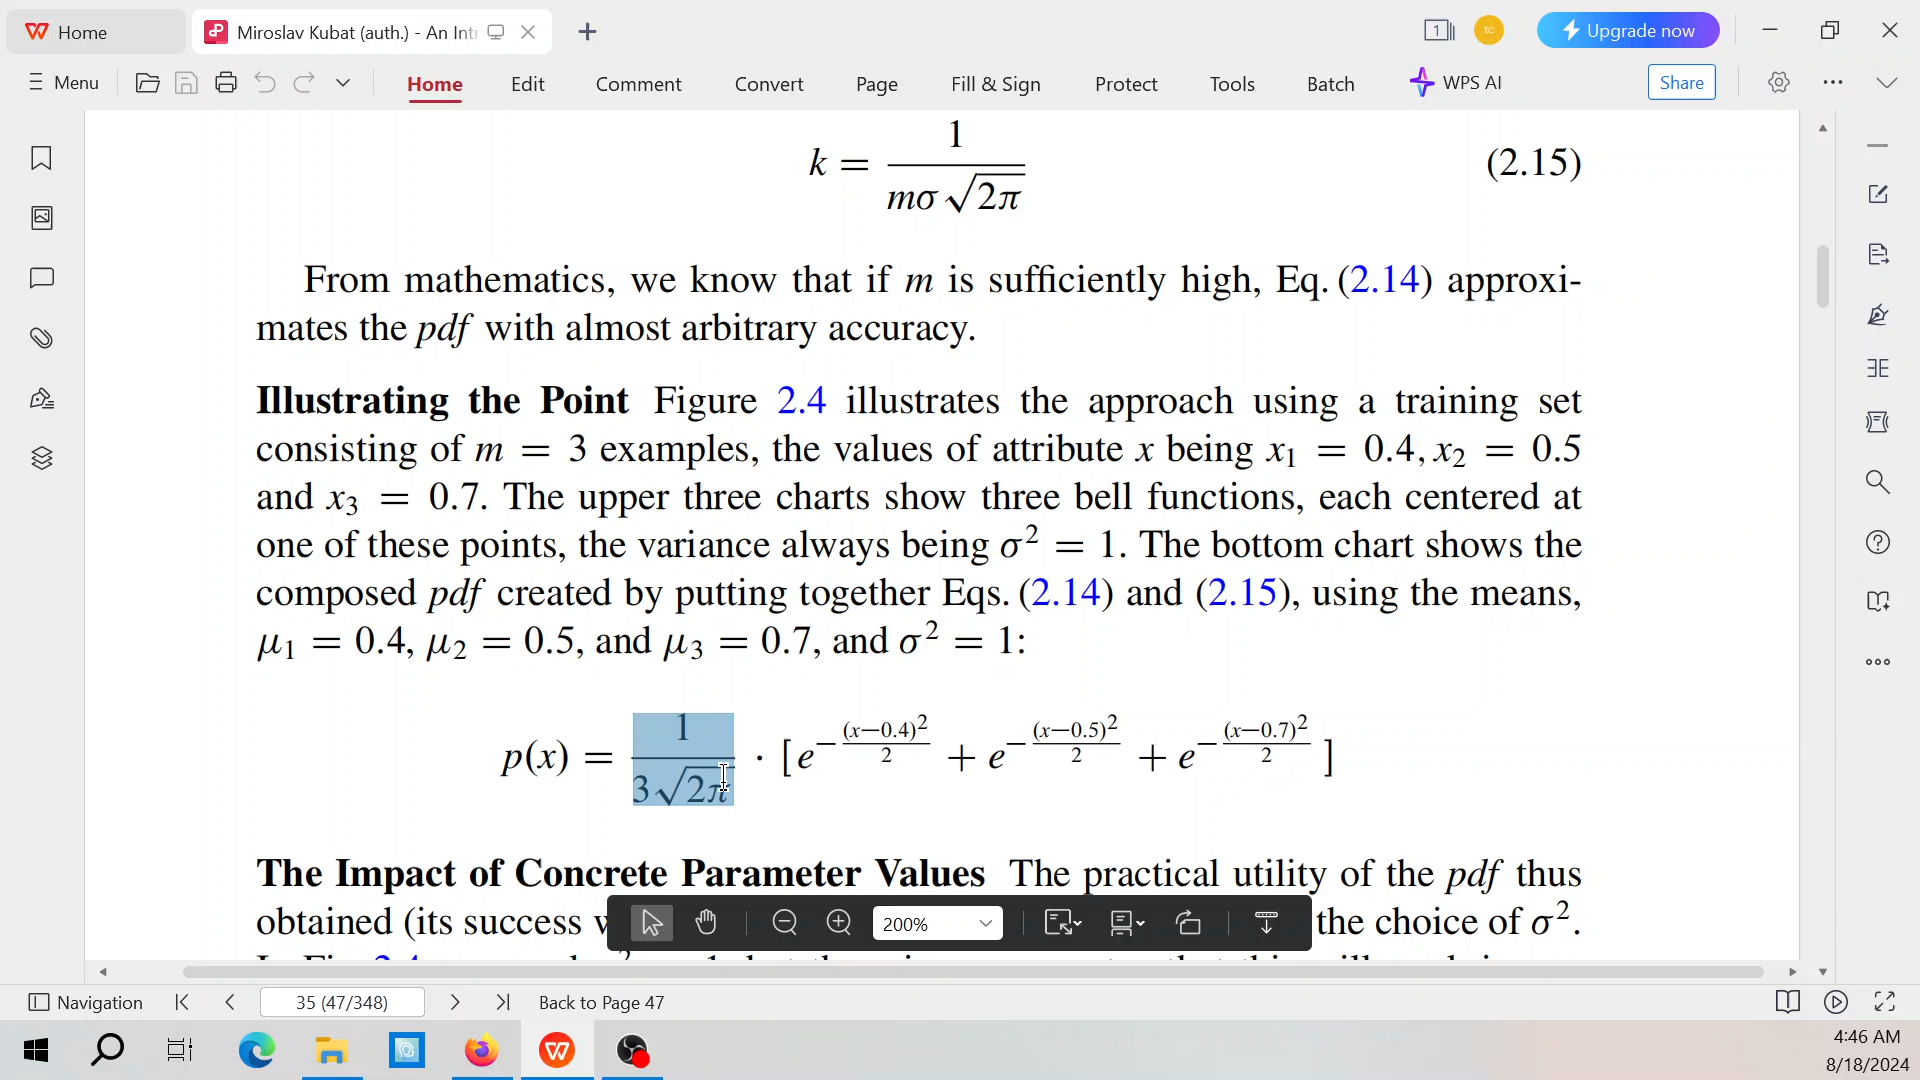 Home
Miroslav Kubat (auth.) - An Intr
1
tc
Upgrade now
Menu
Home
Edit
Comment
Convert
Page
Fill & Sign
Protect
Tools
Batch
WPS AI
Share
k = 1 / mσ√2π (2.15)
From mathematics, we know that if m is sufficiently high, Eq. (2.14) approxi-
mates the pdf with almost arbitrary accuracy.
Illustrating the Point Figure 2.4 illustrates the approach using a training set
consisting of m = 3 examples, the values of attribute x being x₁ = 0.4, x₂ = 0.5
and x₃ = 0.7. The upper three charts show three bell functions, each centered at
one of these points, the variance always being σ² = 1. The bottom chart shows the
composed pdf created by putting together Eqs. (2.14) and (2.15), using the means,
μ₁ = 0.4, μ₂ = 0.5, and μ₃ = 0.7, and σ² = 1:
p(x) = 1 / 3√2π · [e^−(x−0.4)²/2 + e^−(x−0.5)²/2 + e^−(x−0.7)²/2 ]
The Impact of Concrete Parameter Values The practical utility of the pdf thus
obtained (its success the choice of σ².
200%
Navigation
35 (47/348)
Back to Page 47
4:46 AM
8/18/2024